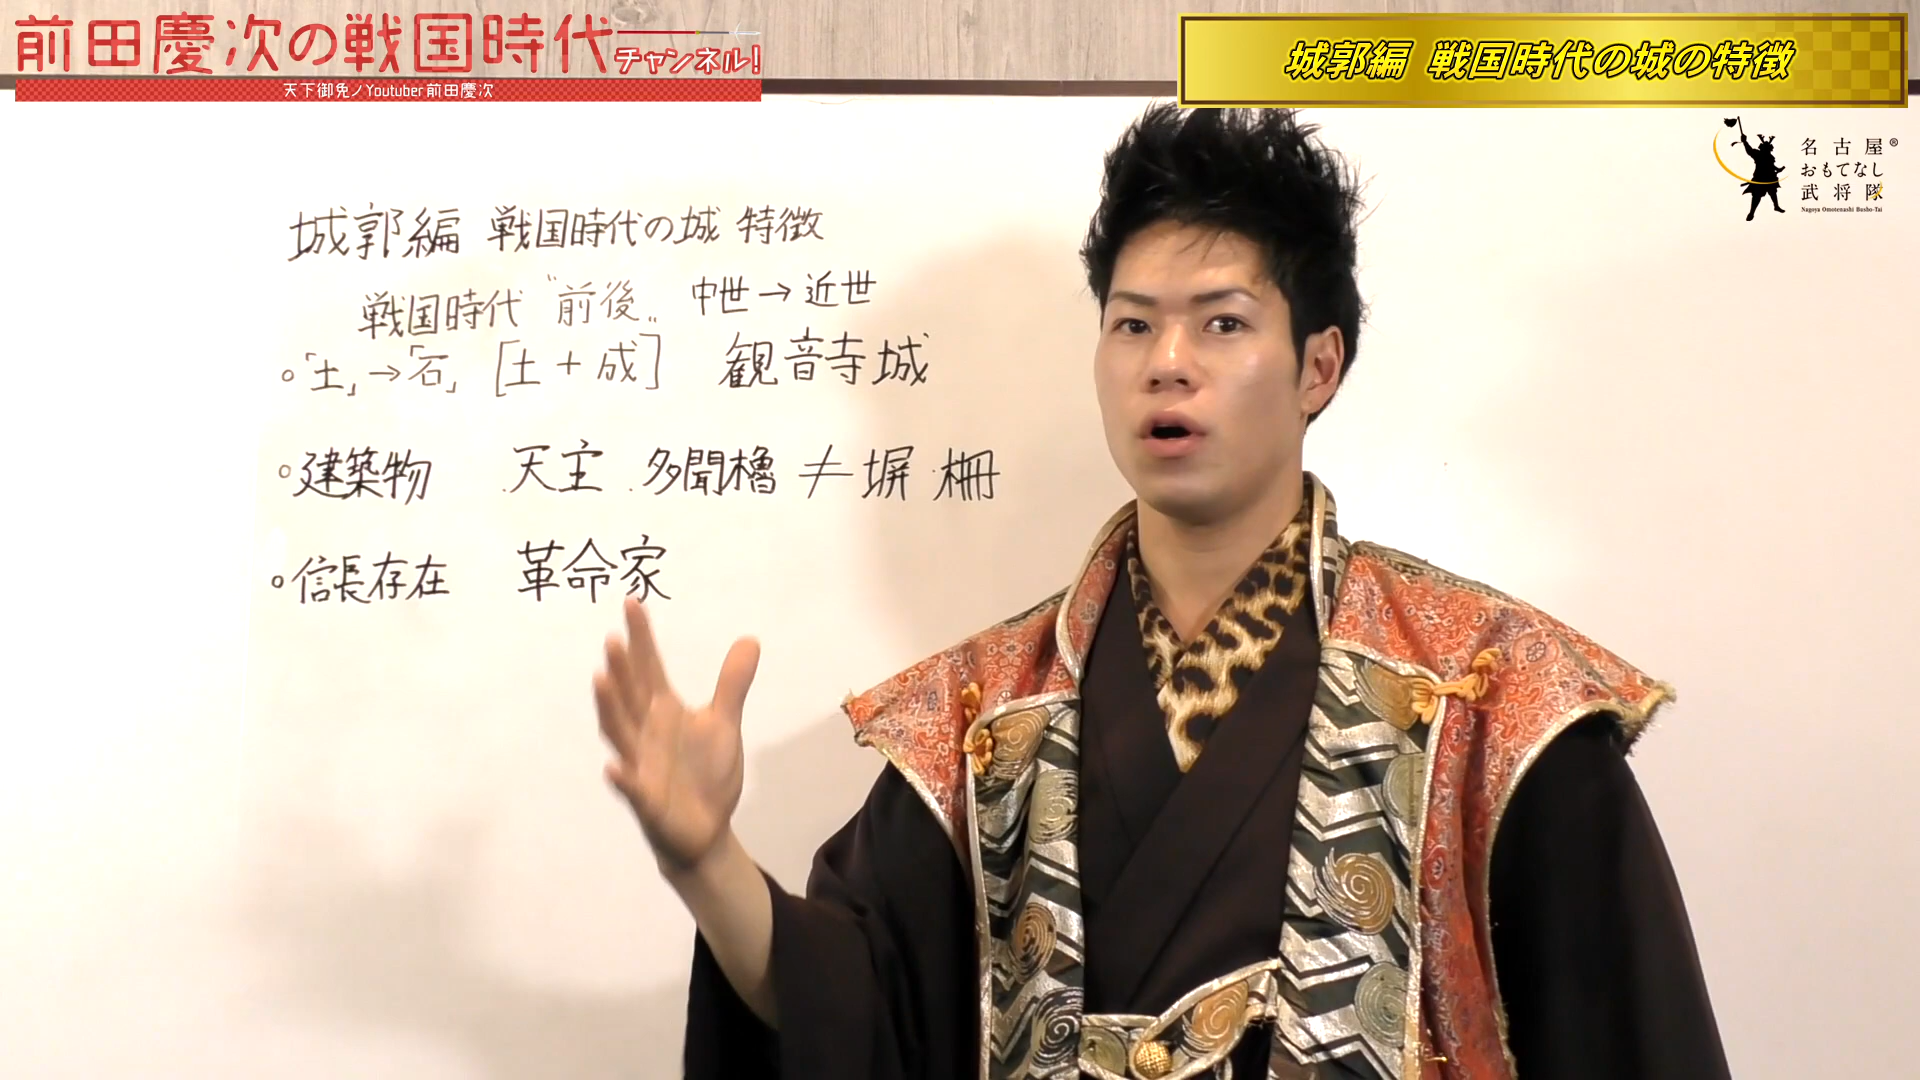 前田慶次の戦国時代
チャンネル!
天下御免ノYoutuber前田慶次
城郭編 戦国時代の城の特徴
名古屋®
おもてなし
武将隊
Nagoya Omotenashi Busho-Tai
城郭編 戦国時代の城 特徴
戦国時代 〝前後〟 中世→近世
○「土」→「石」 [土+成] 観音寺城
○建築物 ・天主 ・多聞櫓 ≠ 塀・柵
○信長存在 革命家